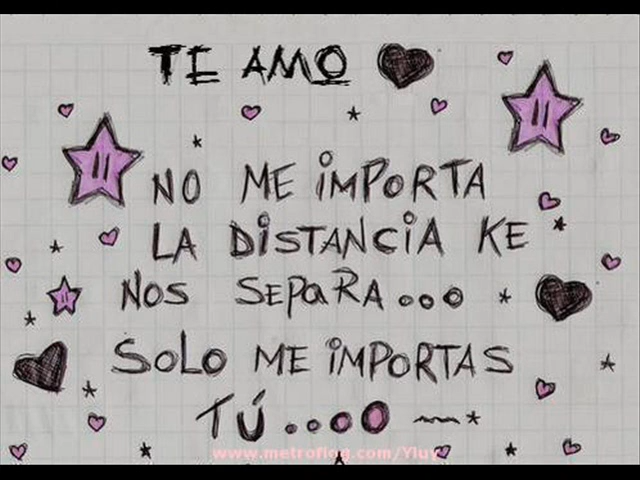 TE AMO
NO ME iMPORTA
LA DiSTANCiA KE
NOS SEPaRA...
SOLO ME iMPORTAS
TÚ....
www.metroflog.com/Yluy